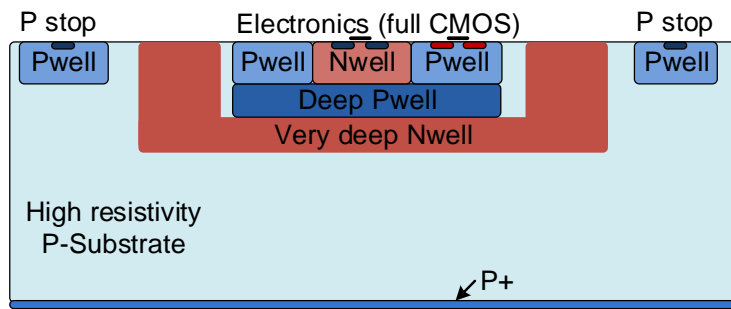 P stop
Electronics (full CMOS)
P stop
Pwell
Pwell
Nwell
Pwell
Pwell
Deep Pwell
Very deep Nwell
High resistivity
P-Substrate
P+